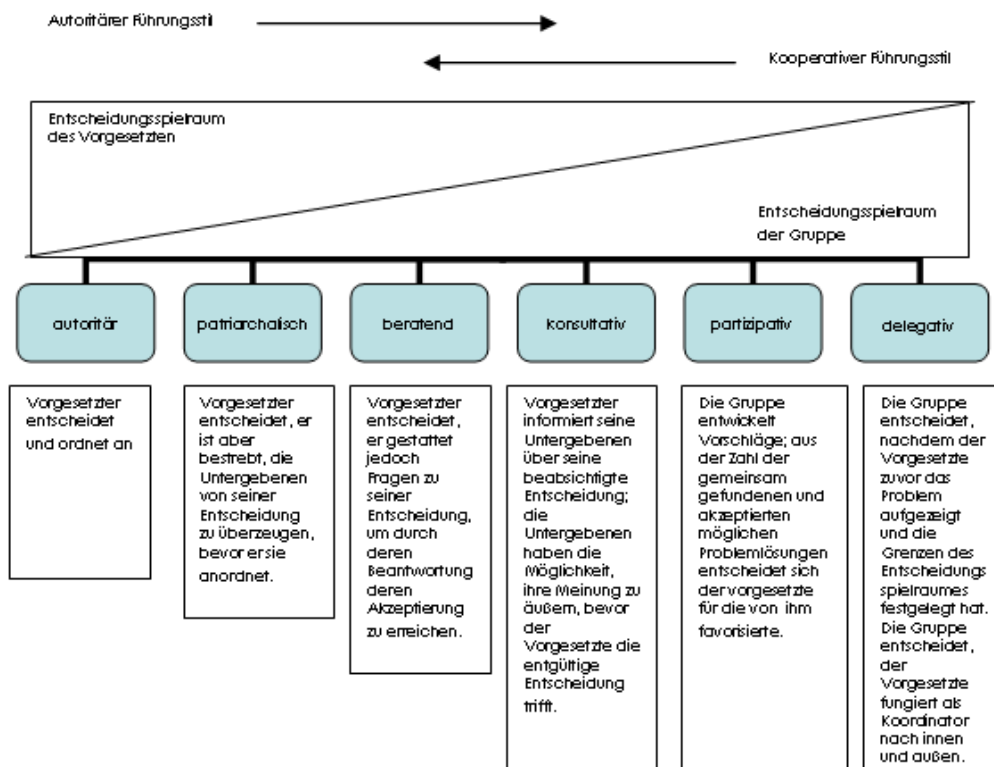 Autoritärer Führungsstil
Kooperativer Führungsstil
Entscheidungsspielraum
des Vorgesetzten
Entscheidungsspielraum
der Gruppe
autoritär
patriarchalisch
beratend
konsultativ
partizipativ
delegativ
Vorgesetzter
entscheidet
und ordnet an
Vorgesetzter
entscheidet, er
ist aber
bestrebt, die
Untergebenen
von seiner
Entscheidung
zu überzeugen,
bevor er sie
anordnet.
Vorgesetzter
entscheidet,
er gestattet
jedoch
Fragen zu
seiner
Entscheidung,
um durch
deren
Beantwortung
deren
Akzeptierung
zu erreichen.
Vorgesetzter
informiert seine
Untergebenen
über seine
beabsichtigte
Entscheidung;
die
Untergebenen
haben die
Möglichkeit,
ihre Meinung zu
äußern, bevor
der
Vorgesetzte die
entgültige
Entscheidung
trifft.
Die Gruppe
entwickelt
Vorschläge; aus
der Zahl der
gemeinsam
gefundenen und
akzeptierten
möglichen
Problemlösungen
entscheidet sich
der vorgesetzte
für die von ihm
favorisierte.
Die Gruppe
entscheidet,
nachdem der
Vorgesetzte
zuvor das
Problem
aufgezeigt
und die
Grenzen des
Entscheidungs
spielraumes
festgelegt hat.
Die Gruppe
entscheidet,
der
Vorgesetzte
fungiert als
Koordinator
nach innen
und außen.